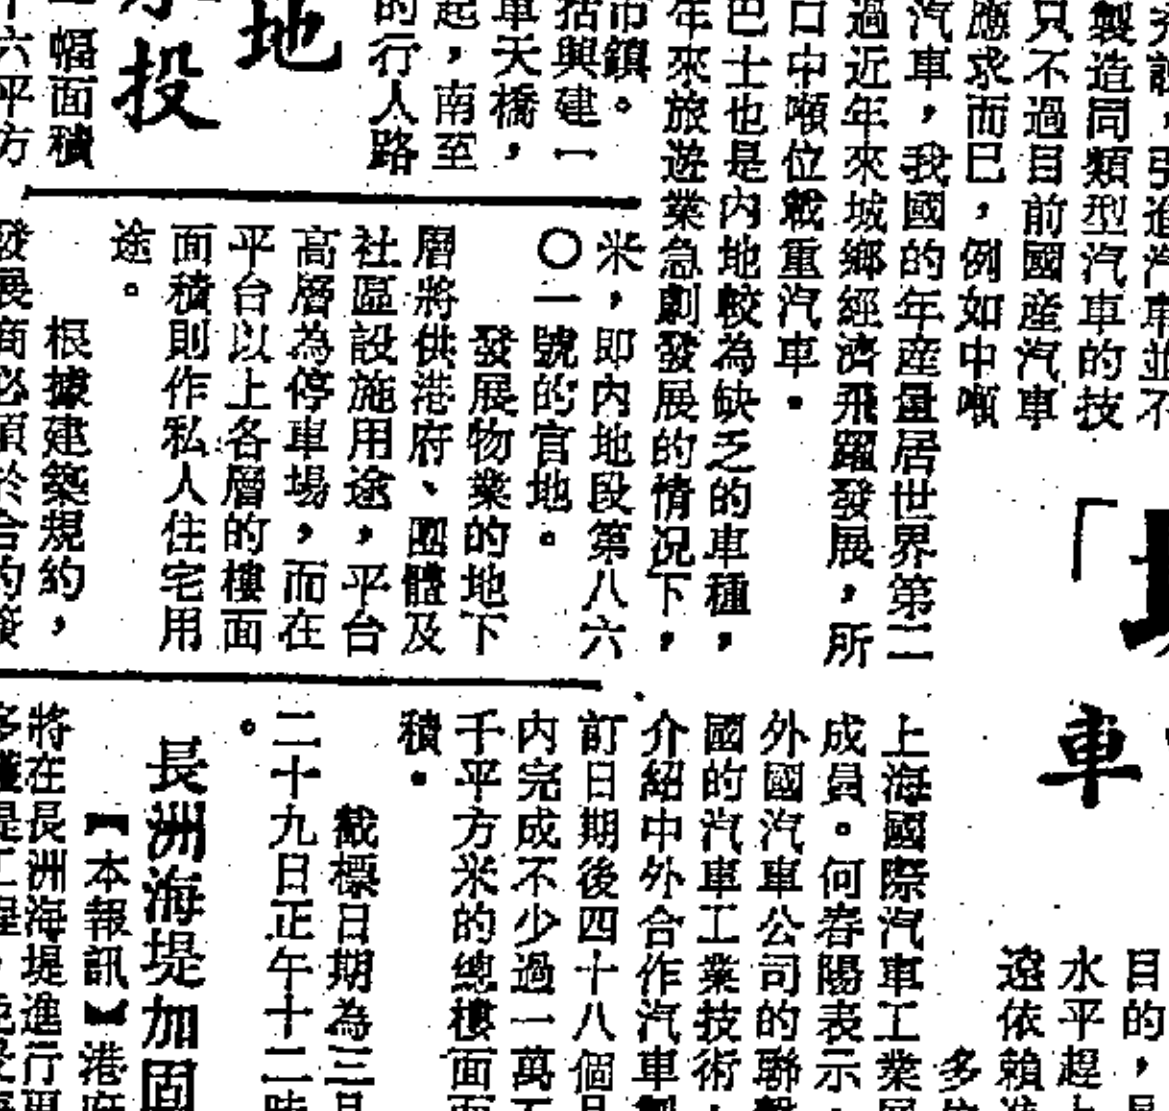 設，引進汽車並不
製造同類型汽車的技
只不過目前國産汽車
應求而已，例如中噸
汽車，我國的年産量居世界第二
過近年來城鄉經濟飛躍發展，所
口中噸位載重汽車。
巴士也是內地較為缺乏的車種，
年來旅遊業急劇發展的情况下，
市鎮。
括興建一
車天橋，
起，南至
的行人路
地
投
幅面積
六平方
米，即內地段第八六
〇一號的官地。
發展物業的地下
層將供港府、團體及
社區設施用途，平台
高層為停車場，而在
平台以上各層的樓面
面積則作私人住宅用
途。
根據建築規約，
發展商必須於合約簽
「
車
目的，
水平趕上
遠依賴進
多
上海國際汽車工業展
成員。何春陽表示
外國汽車公司的聯繫
國的汽車工業技術，
介紹中外合作汽車製
訂日期後四十八個月
內完成不少過一萬五
千平方米的總樓面面
積。
截標日期為三月
二十九日正午十二時
。
長洲海堤加固
【本報訊】港府
將在長洲海堤進行